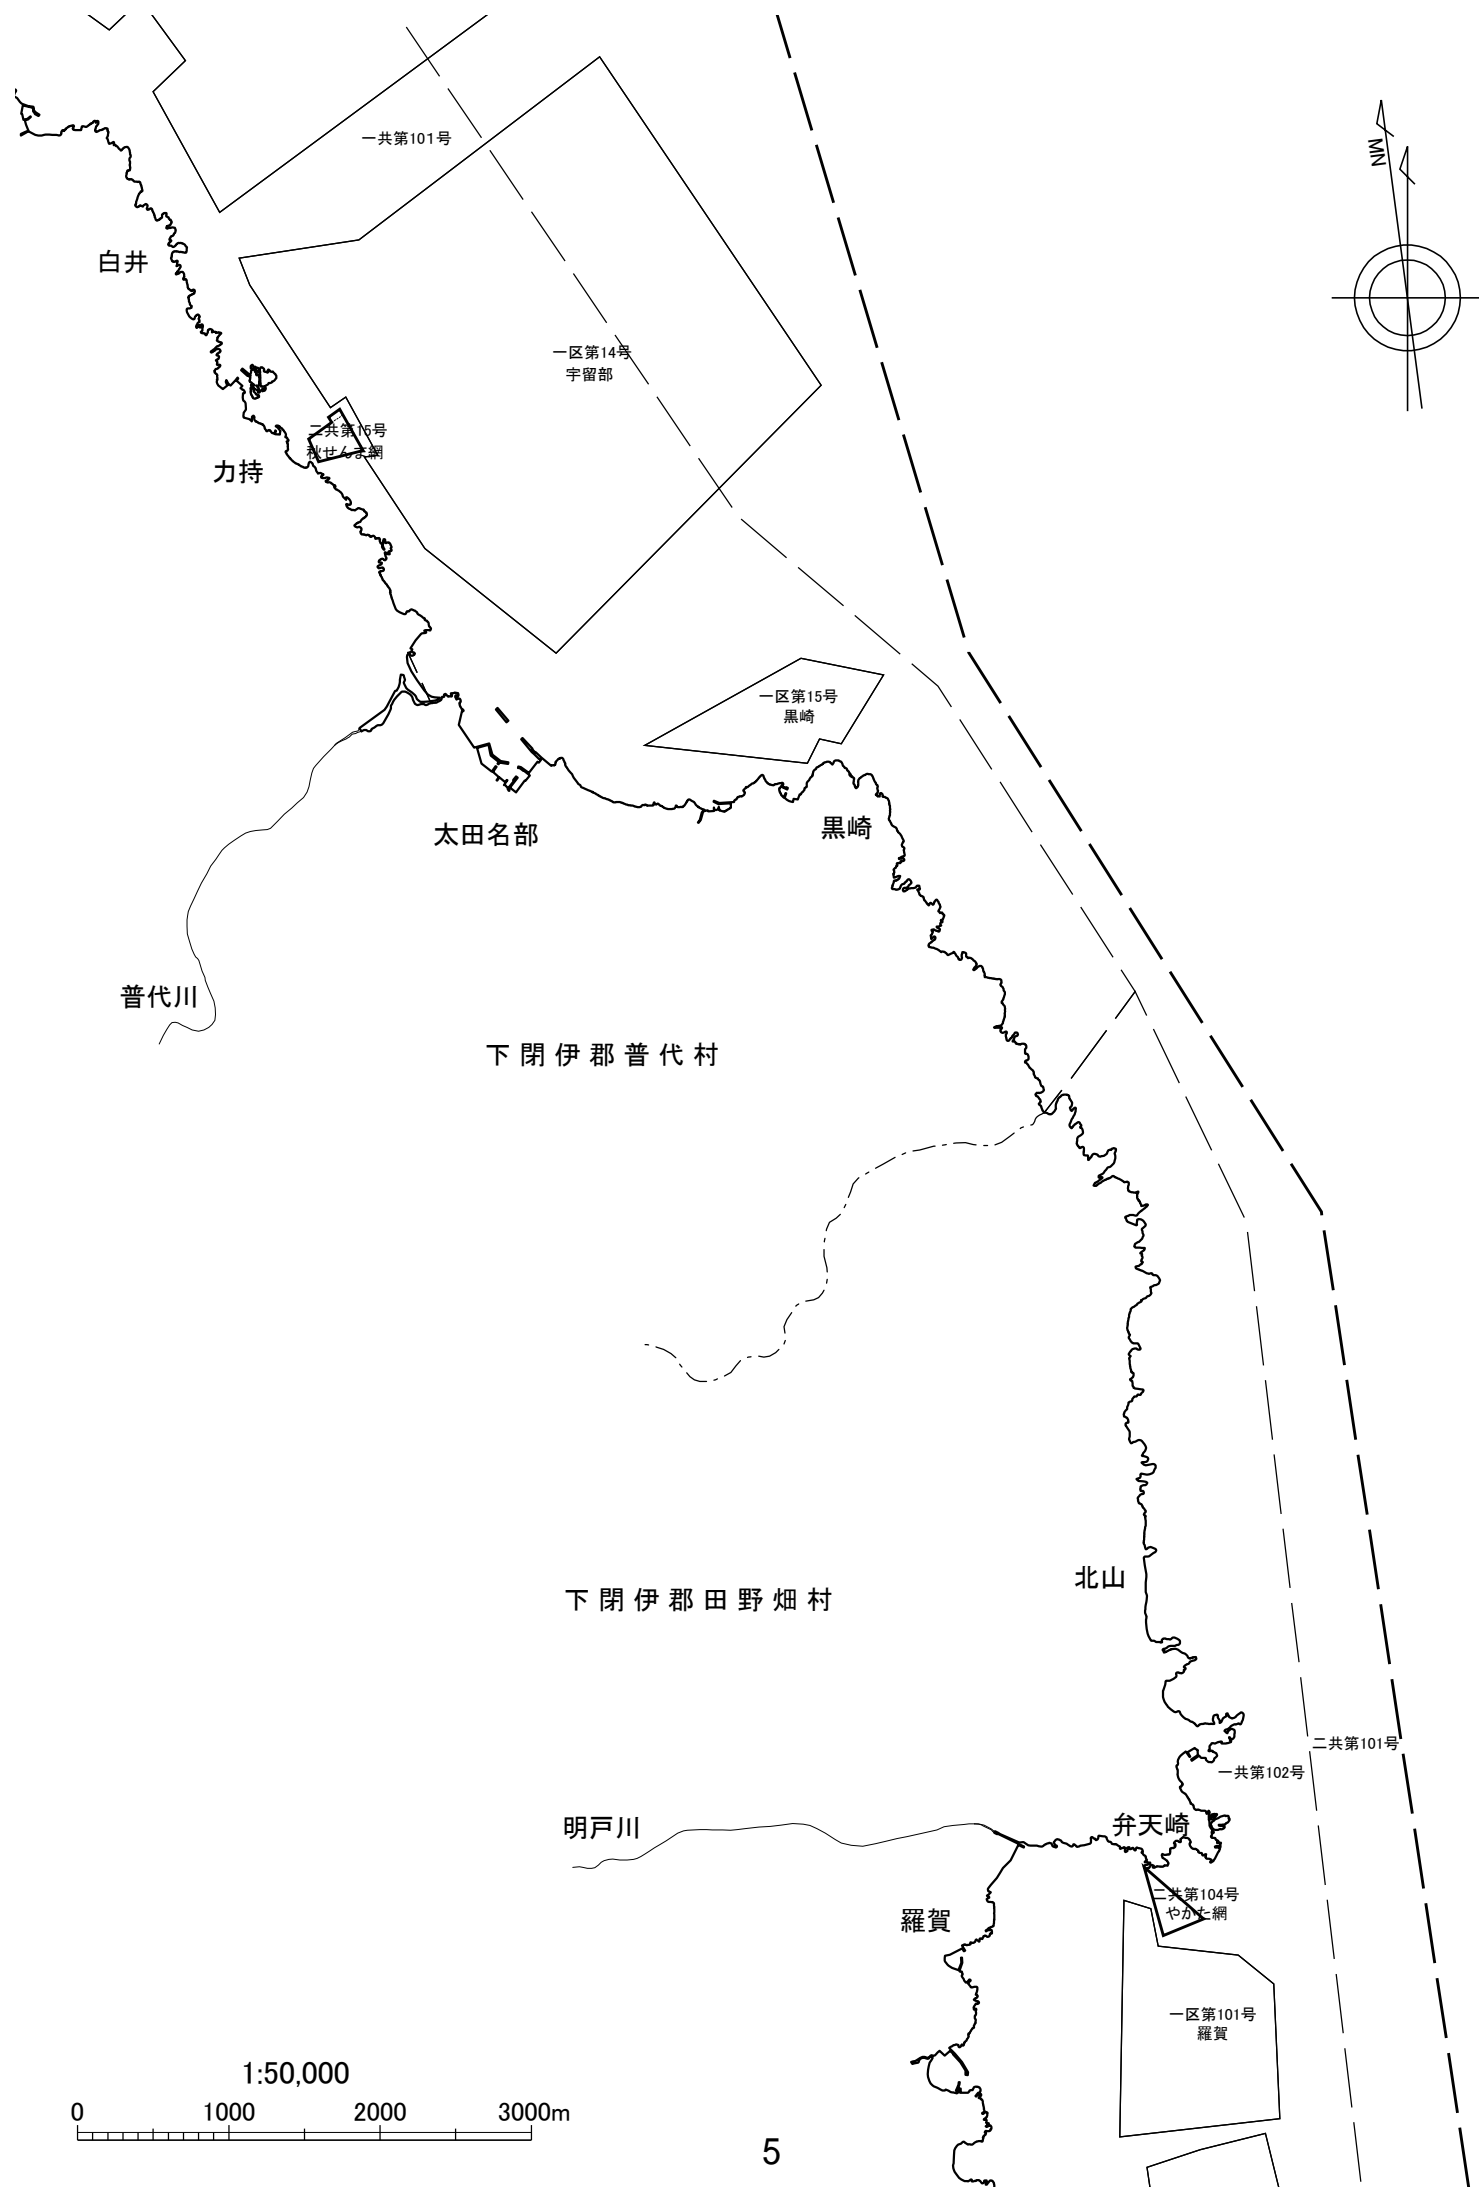 一共第101号
MN
白井
一区第14号
宇留部
二共第15号
秋せんま網
力持
一区第15号
黒崎
太田名部
黒崎
普代川
下閉伊郡普代村
北山
下閉伊郡田野畑村
二共第101号
一共第102号
明戸川
弁天崎
二共第104号
やかた網
羅賀
一区第101号
羅賀
1:50,000
0 1000 2000 3000m
5